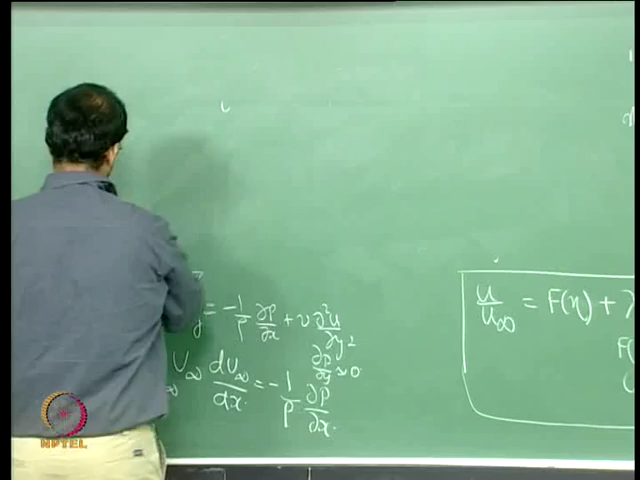 = -1/ρ ∂p/∂x + ν ∂²u/∂y²
∂p/∂y ≈ 0
U∞ dU∞/dx = -1/ρ ∂p/∂x
u/U∞ = F(η) + λ
F(
NPTEL